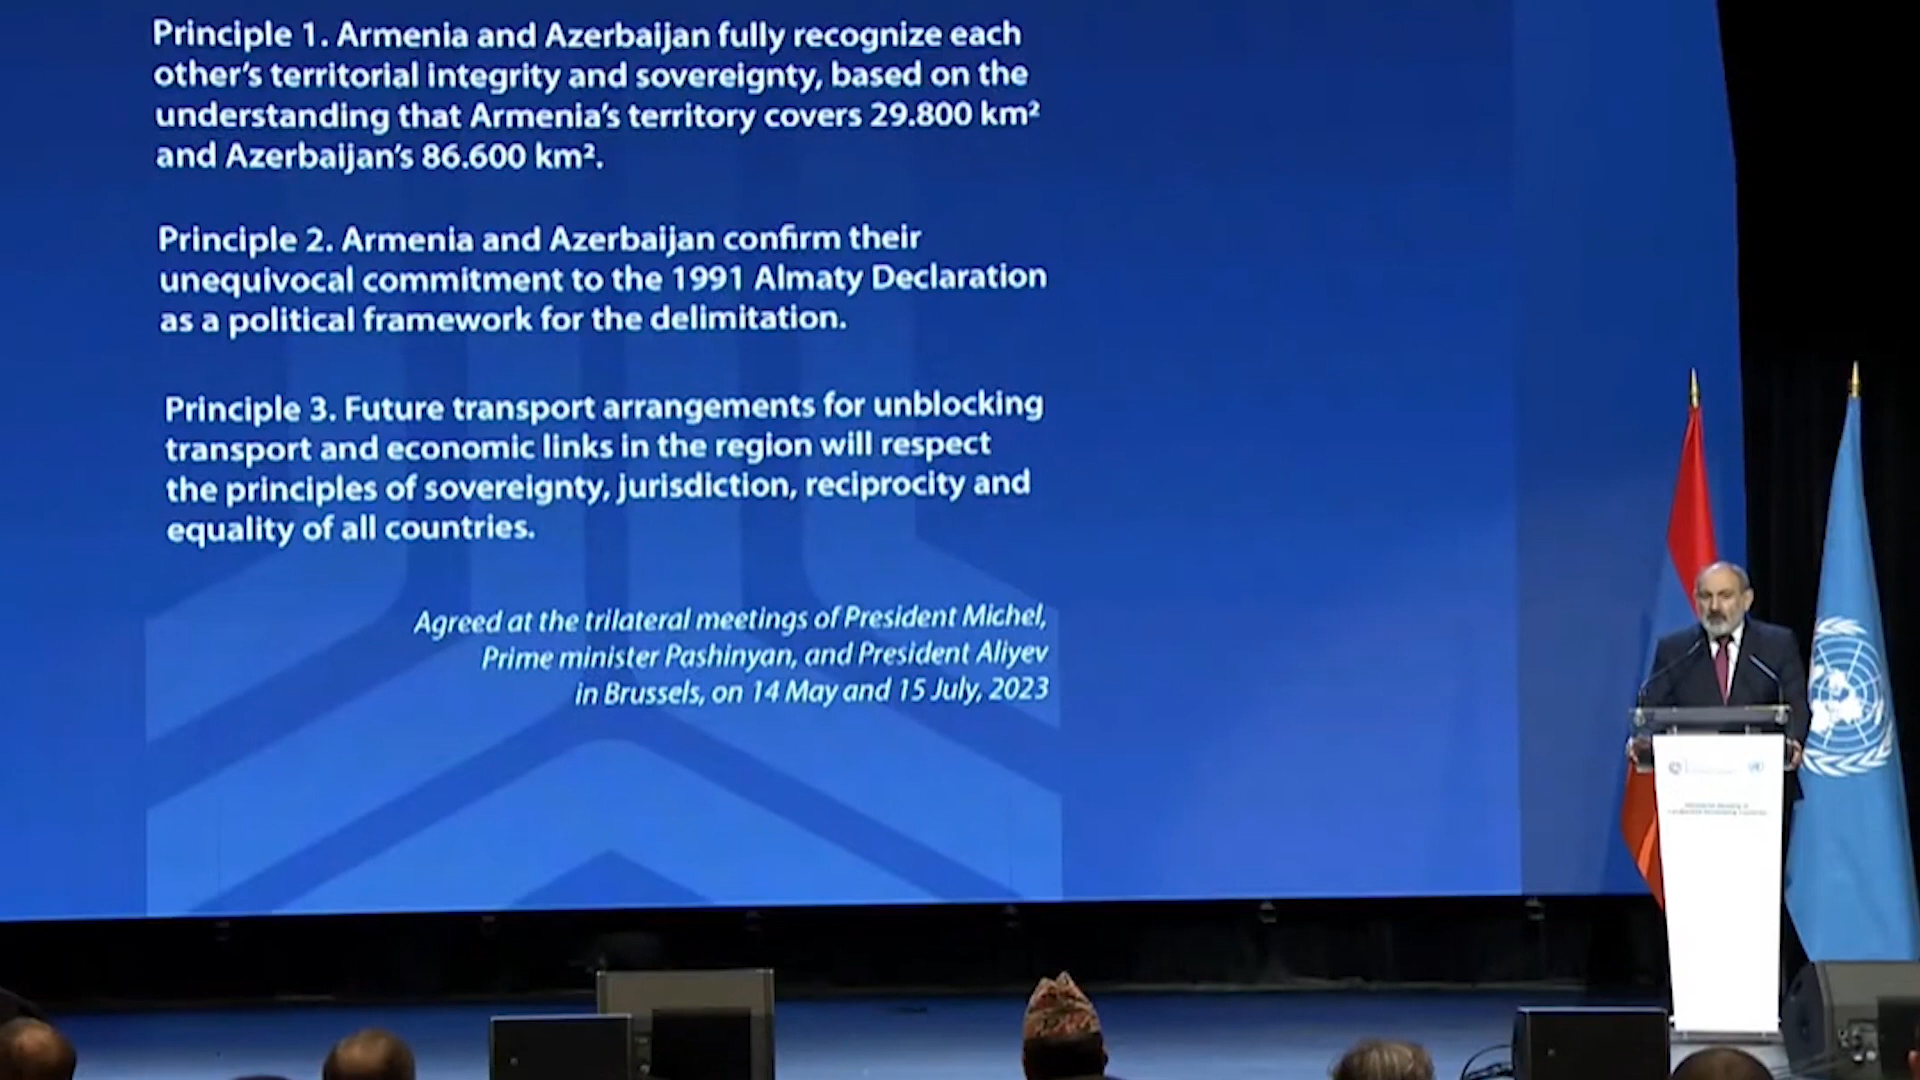 Principle 1. Armenia and Azerbaijan fully recognize each
other's territorial integrity and sovereignty, based on the
understanding that Armenia's territory covers 29.800 km²
and Azerbaijan's 86.600 km².
Principle 2. Armenia and Azerbaijan confirm their
unequivocal commitment to the 1991 Almaty Declaration
as a political framework for the delimitation.
Principle 3. Future transport arrangements for unblocking
transport and economic links in the region will respect
the principles of sovereignty, jurisdiction, reciprocity and
equality of all countries.
Agreed at the trilateral meetings of President Michel,
Prime minister Pashinyan, and President Aliyev
in Brussels, on 14 May and 15 July, 2023